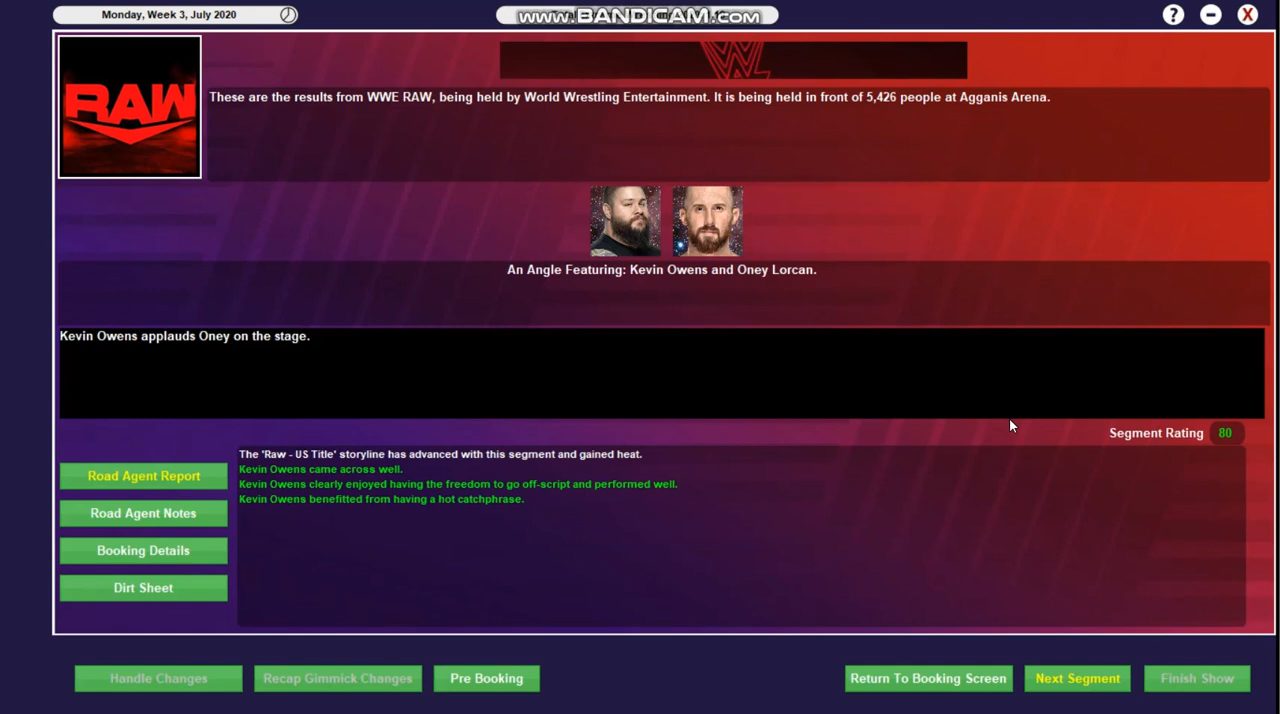 Monday, Week 3, July 2020
www.BANDICAM.com
?
X
RAW
These are the results from WWE RAW, being held by World Wrestling Entertainment. It is being held in front of 5,426 people at Agganis Arena.
An Angle Featuring: Kevin Owens and Oney Lorcan.
Kevin Owens applauds Oney on the stage.
Segment Rating 80
The 'Raw - US Title' storyline has advanced with this segment and gained heat.
Kevin Owens came across well.
Kevin Owens clearly enjoyed having the freedom to go off-script and performed well.
Kevin Owens benefitted from having a hot catchphrase.
Road Agent Report
Road Agent Notes
Booking Details
Dirt Sheet
Handle Changes
Recap Gimmick Changes
Pre Booking
Return To Booking Screen
Next Segment
Finish Show